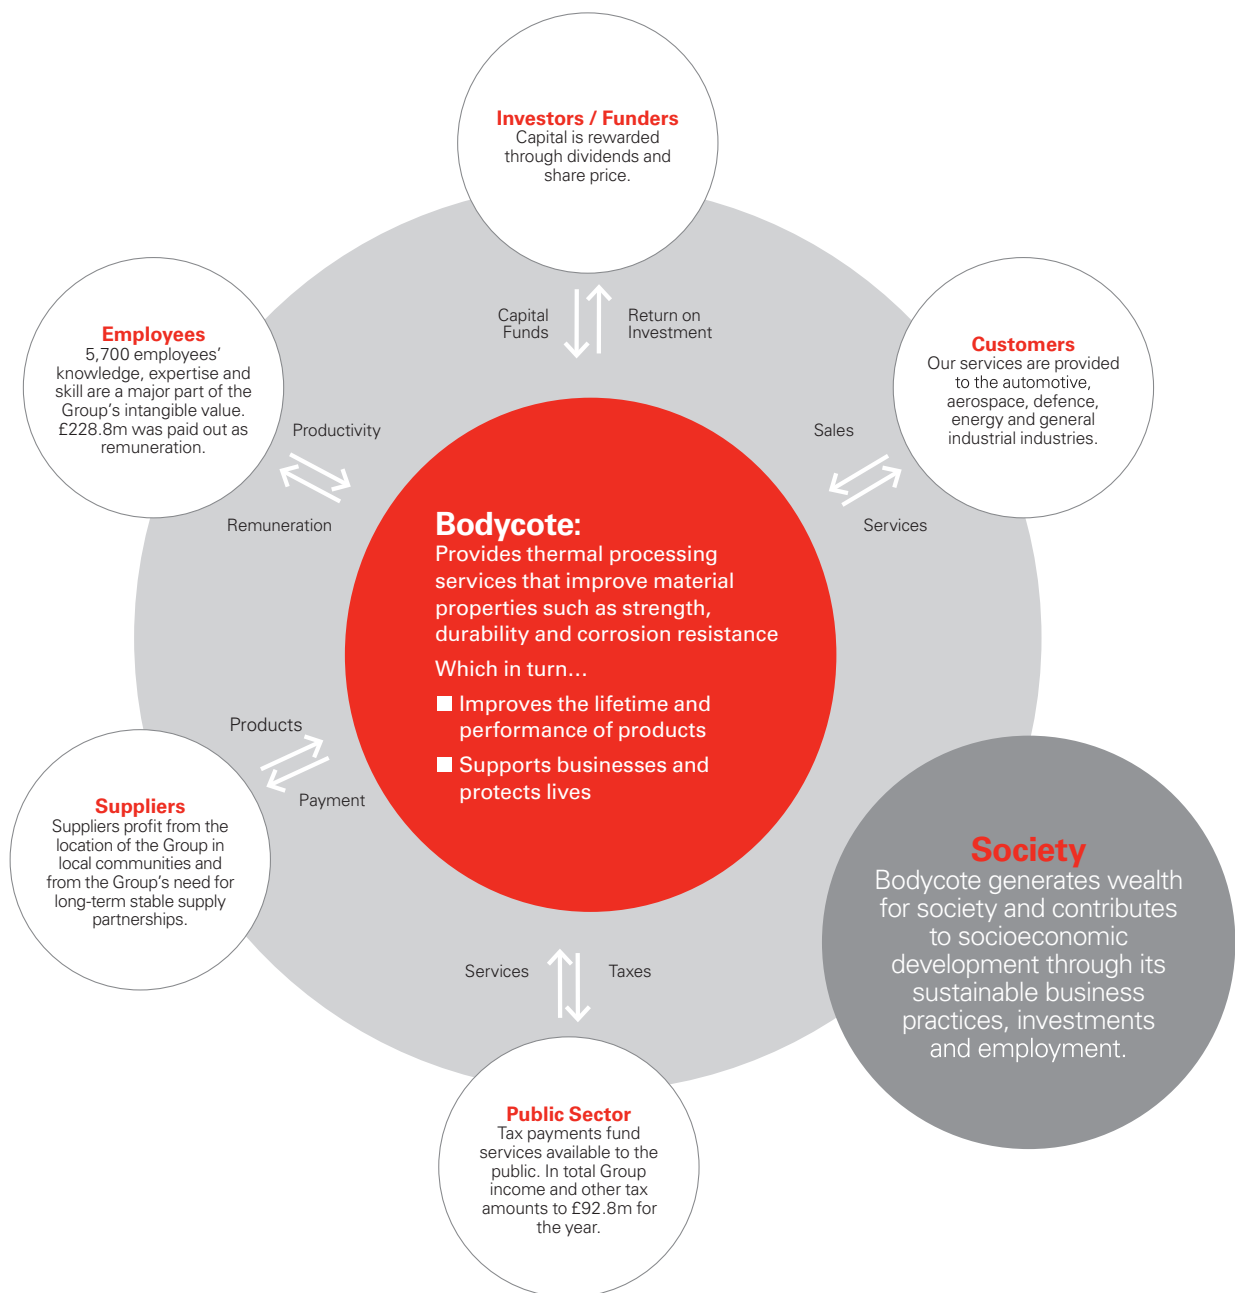 Investors / Funders
Capital is rewarded
through dividends and
share price.
Capital
Funds
Return on
Investment
Employees
5,700 employees’
knowledge, expertise and
skill are a major part of the
Group’s intangible value.
£228.8m was paid out as
remuneration.
Productivity
Remuneration
Customers
Our services are provided
to the automotive,
aerospace, defence,
energy and general
industrial industries.
Sales
Services
Bodycote:
Provides thermal processing
services that improve material
properties such as strength,
durability and corrosion resistance
Which in turn…
Improves the lifetime and
performance of products
Supports businesses and
protects lives
Products
Payment
Suppliers
Suppliers profit from the
location of the Group in
local communities and
from the Group’s need for
long-term stable supply
partnerships.
Society
Bodycote generates wealth
for society and contributes
to socioeconomic
development through its
sustainable business
practices, investments
and employment.
Services
Taxes
Public Sector
Tax payments fund
services available to the
public. In total Group
income and other tax
amounts to £92.8m for
the year.